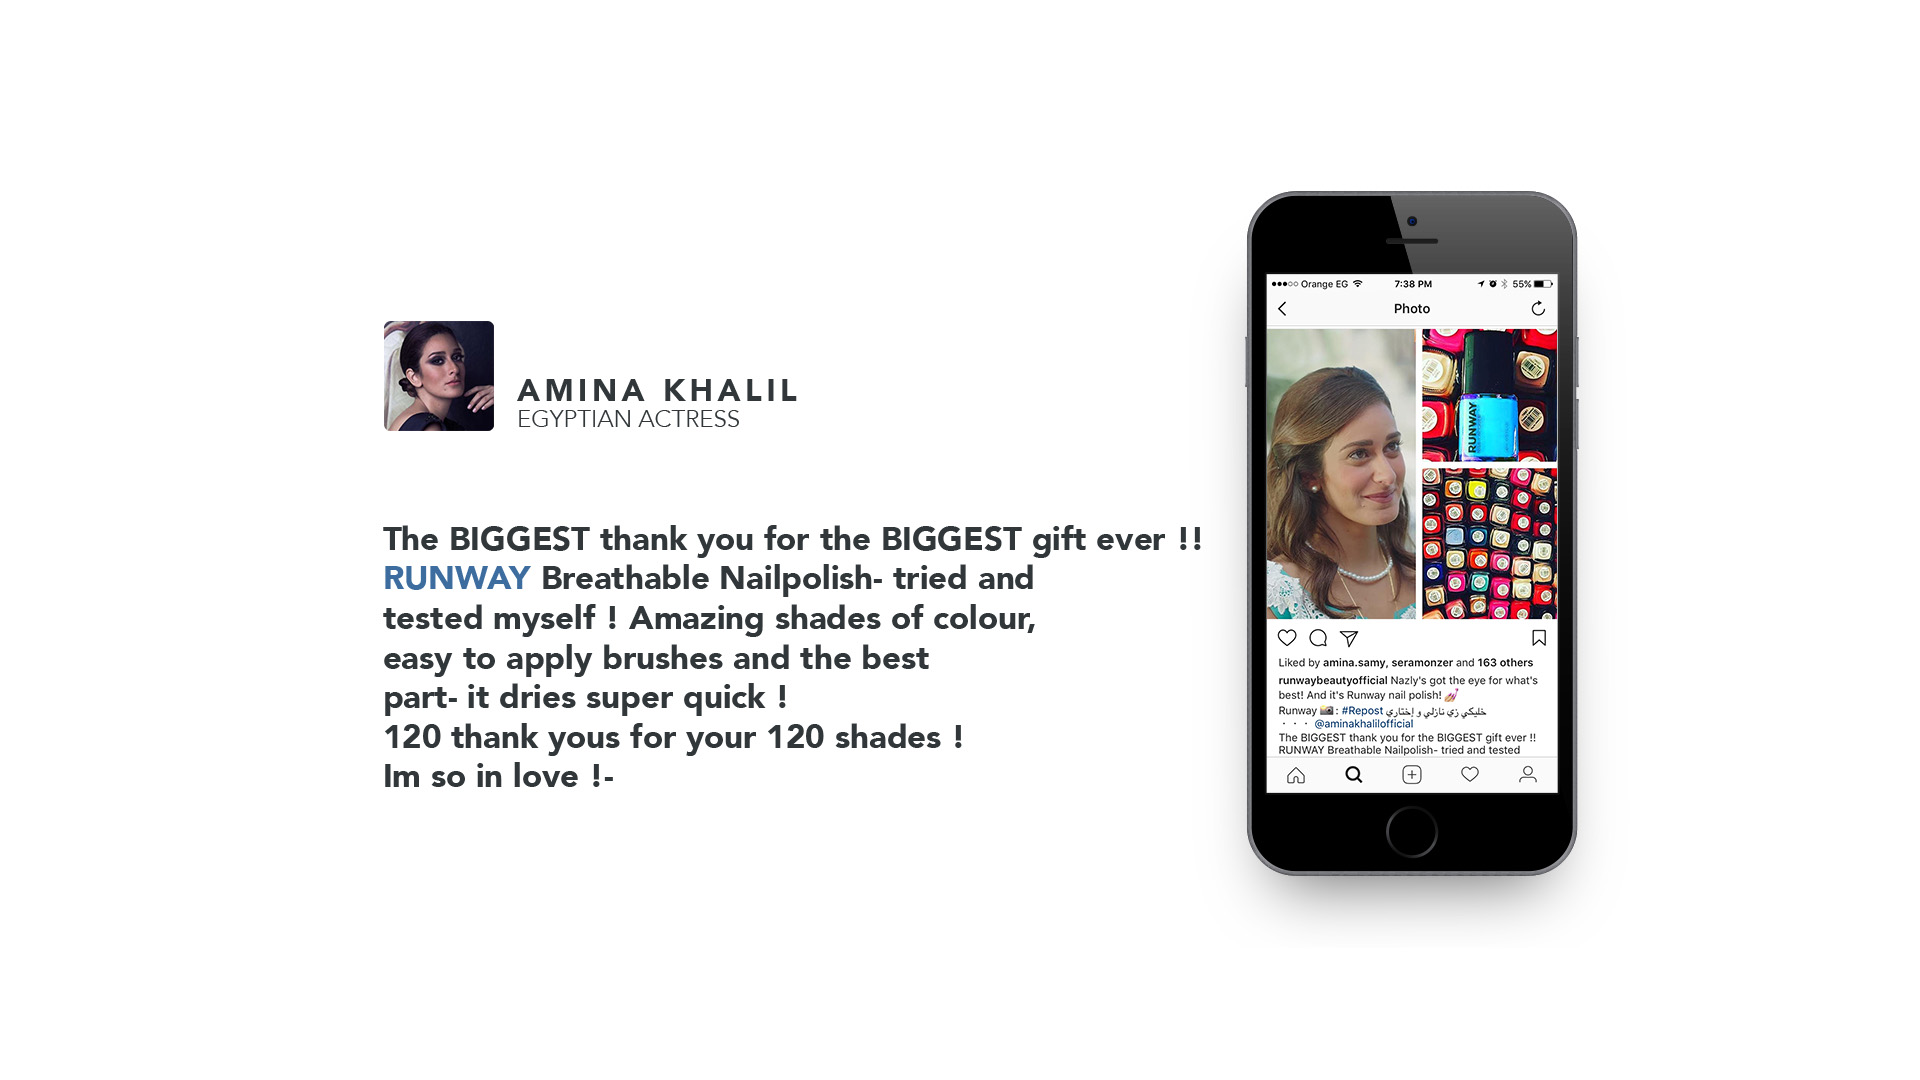 AMINA KHALIL
EGYPTIAN ACTRESS
The BIGGEST thank you for the BIGGEST gift ever !!
RUNWAY Breathable Nailpolish- tried and
tested myself ! Amazing shades of colour,
easy to apply brushes and the best
part- it dries super quick !
120 thank yous for your 120 shades !
Im so in love !-
Orange EG 7:38 PM 55%
Photo
RUNWAY
Liked by amina.samy, seramonzer and 163 others
runwaybeautyofficial Nazly's got the eye for what's
best! And it's Runway nail polish! 💅
Runway 📸: #Repost خليكي زي نازلي و إختاري
・・・ @aminakhalilofficial
The BIGGEST thank you for the BIGGEST gift ever !!
RUNWAY Breathable Nailpolish- tried and tested